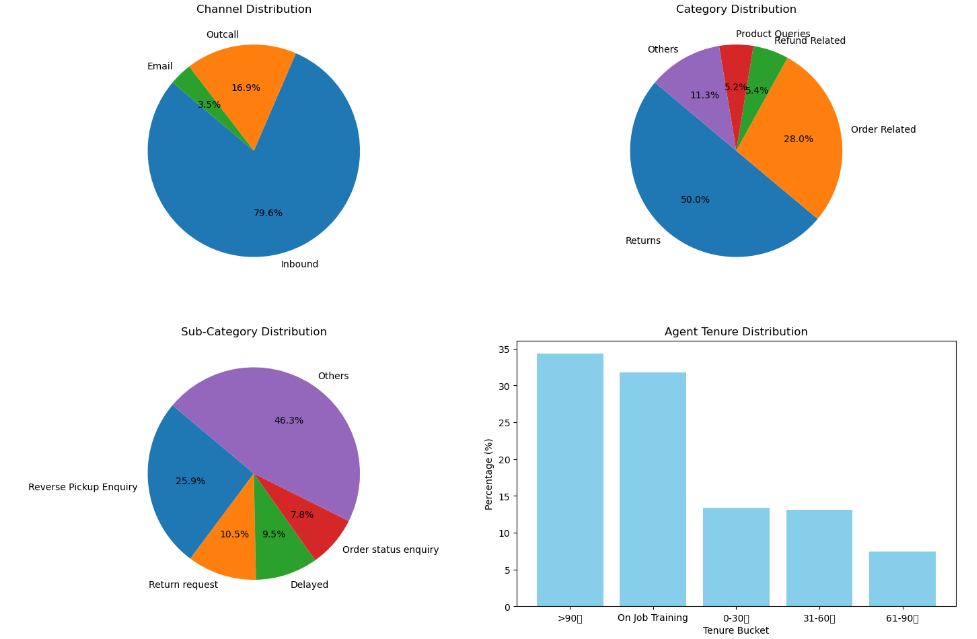 Channel Distribution
Outcall
Email
16.9%
3.5%
79.6%
Inbound
Category Distribution
Product Queries
Refund Related
Others
5.2%
5.4%
11.3%
Order Related
28.0%
50.0%
Returns
Sub-Category Distribution
Others
46.3%
Reverse Pickup Enquiry
25.9%
7.8%
10.5%
9.5%
Order status enquiry
Return request
Delayed
Agent Tenure Distribution
Percentage (%)
35
30
25
20
15
10
5
0
>90
On Job Training
0-30
31-60
61-90
Tenure Bucket